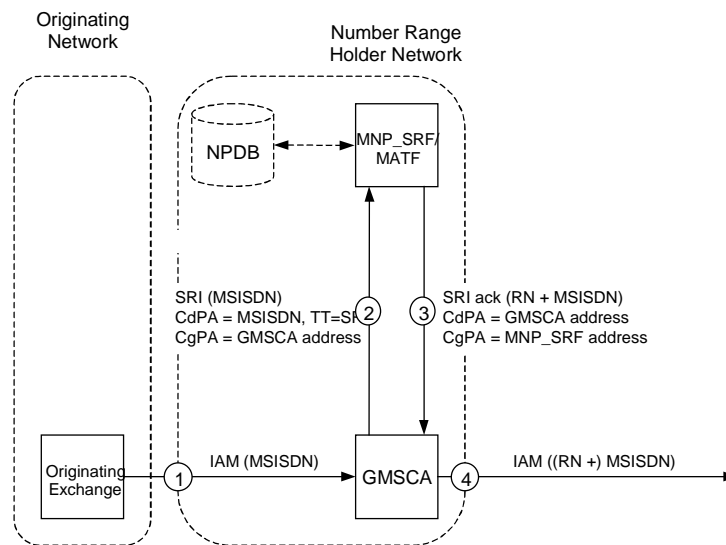 Originating
Network
Number Range
Holder Network
NPDB
MNP_SRF/
MATF
SRI (MSISDN)
CdPA = MSISDN, TT=SF
CgPA = GMSCA address
2
3
SRI ack (RN + MSISDN)
CdPA = GMSCA address
CgPA = MNP_SRF address
Originating
Exchange
1
IAM (MSISDN)
GMSCA
4
IAM ((RN +) MSISDN)